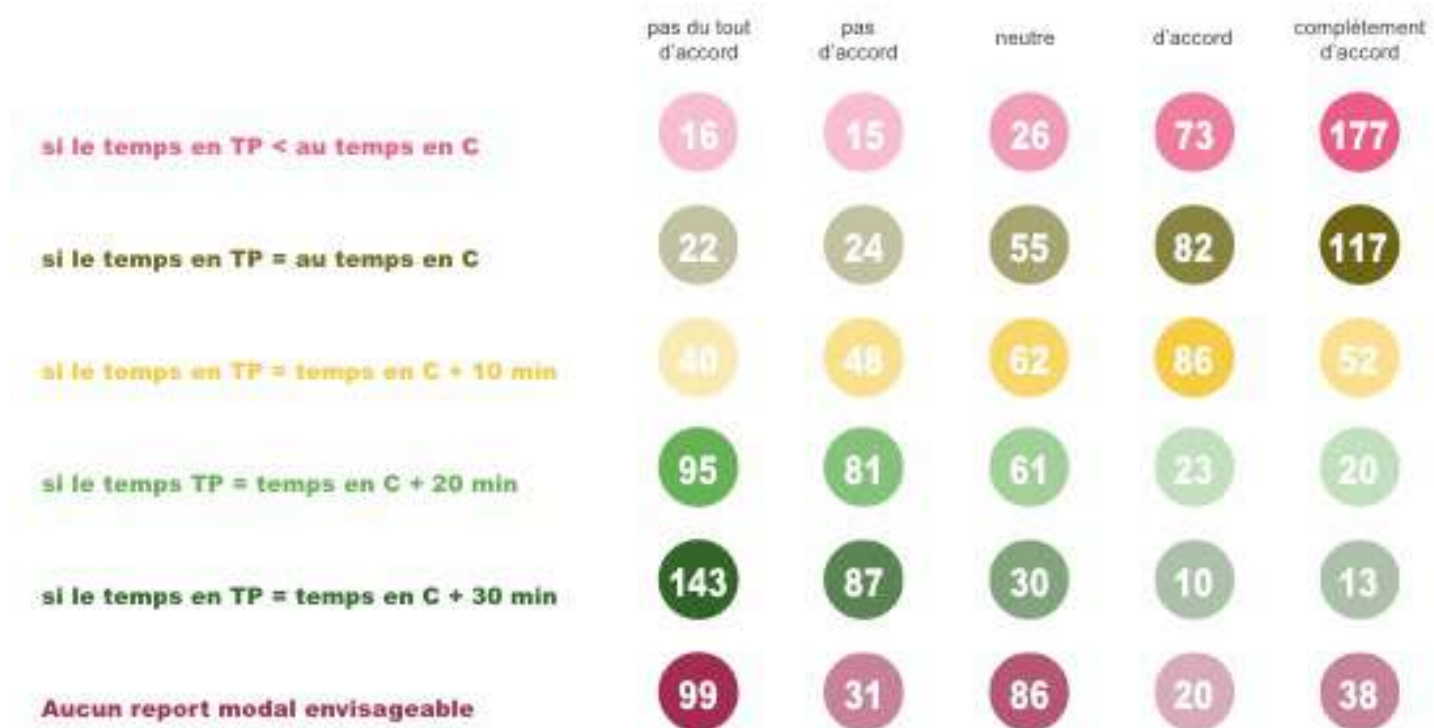 pas du tout d'accord
pas d'accord
neutre
d'accord
complètement d'accord
si le temps en TP < au temps en C 16 15 26 73 177
si le temps en TP = au temps en C 22 24 55 82 117
si le temps en TP = temps en C + 10 min 40 48 62 86 52
si le temps TP = temps en C + 20 min 95 81 61 23 20
si le temps en TP = temps en C + 30 min 143 87 30 10 13
Aucun report modal envisageable 99 31 86 20 38